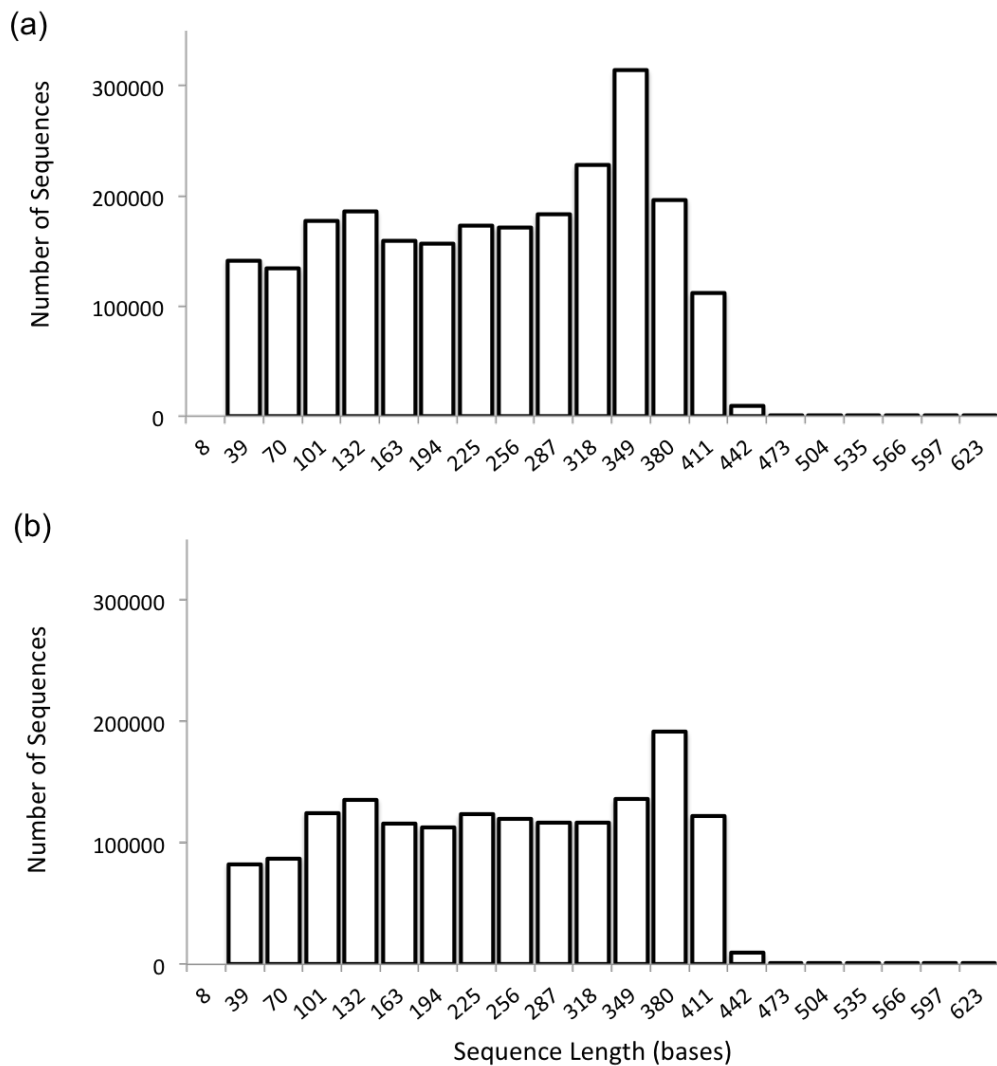 (a)
Number of Sequences
300000
200000
100000
0
8 39 70 101 132 163 194 225 256 287 318 349 380 411 442 473 504 535 566 597 623
(b)
Number of Sequences
300000
200000
100000
0
8 39 70 101 132 163 194 225 256 287 318 349 380 411 442 473 504 535 566 597 623
Sequence Length (bases)